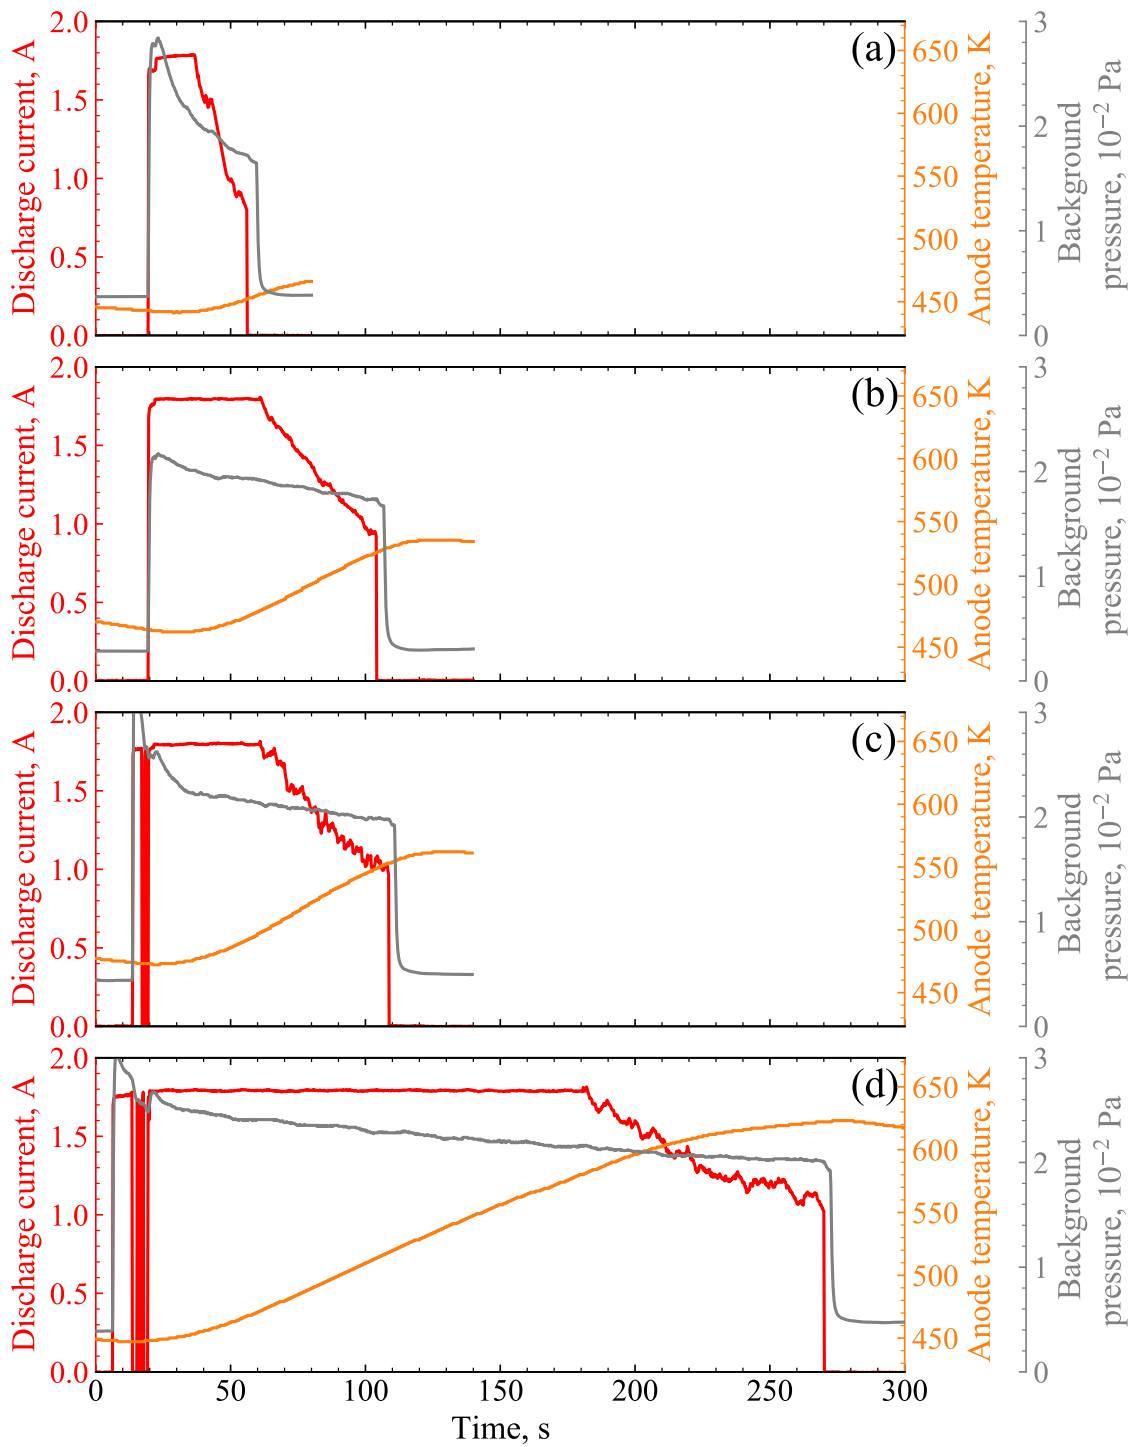 (a)
2.0
1.5
1.0
0.5
0.0
Discharge current, A
650
600
550
500
450
Anode temperature, K
3
2
1
0
Background
pressure, 10⁻² Pa
(b)
2.0
1.5
1.0
0.5
0.0
Discharge current, A
650
600
550
500
450
Anode temperature, K
3
2
1
0
Background
pressure, 10⁻² Pa
(c)
2.0
1.5
1.0
0.5
0.0
Discharge current, A
650
600
550
500
450
Anode temperature, K
3
2
1
0
Background
pressure, 10⁻² Pa
(d)
2.0
1.5
1.0
0.5
0.0
Discharge current, A
650
600
550
500
450
Anode temperature, K
3
2
1
0
Background
pressure, 10⁻² Pa
0 50 100 150 200 250 300
Time, s